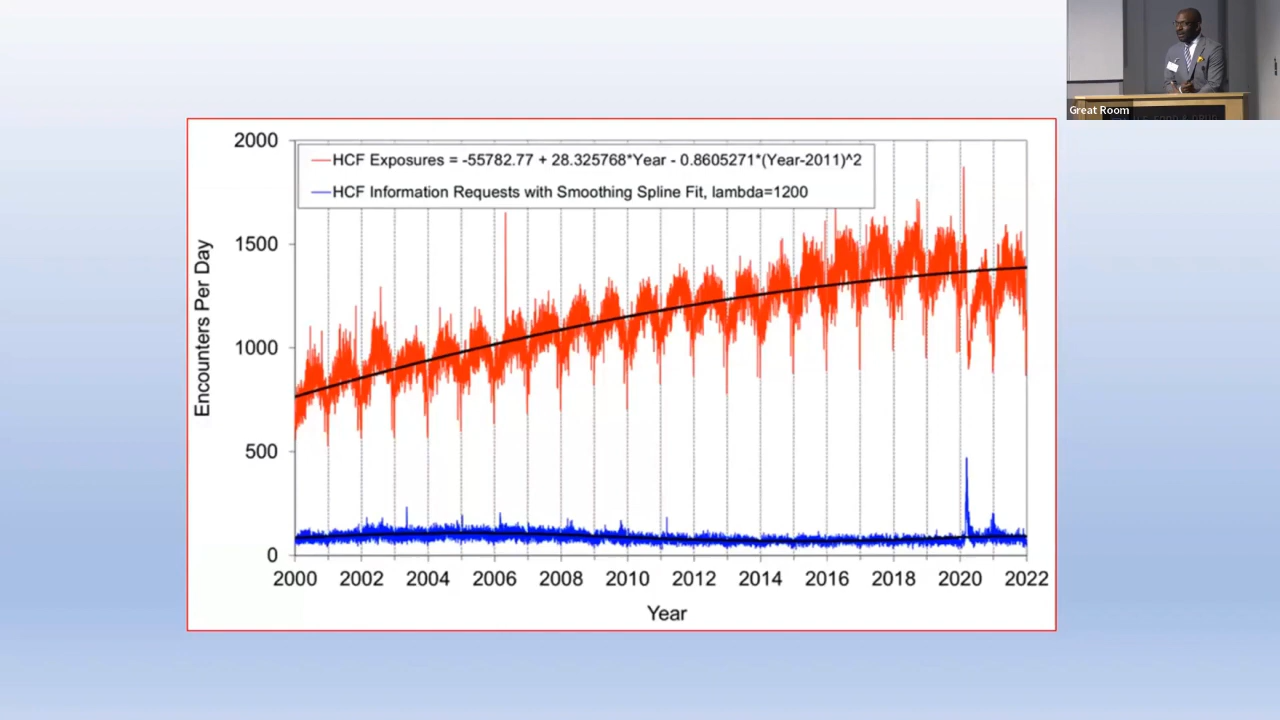 Great Room
2000
1500
1000
500
0
Encounters Per Day
HCF Exposures = -55782.77 + 28.325768*Year - 0.8605271*(Year-2011)^2
HCF Information Requests with Smoothing Spline Fit, lambda=1200
2000 2002 2004 2006 2008 2010 2012 2014 2016 2018 2020 2022
Year